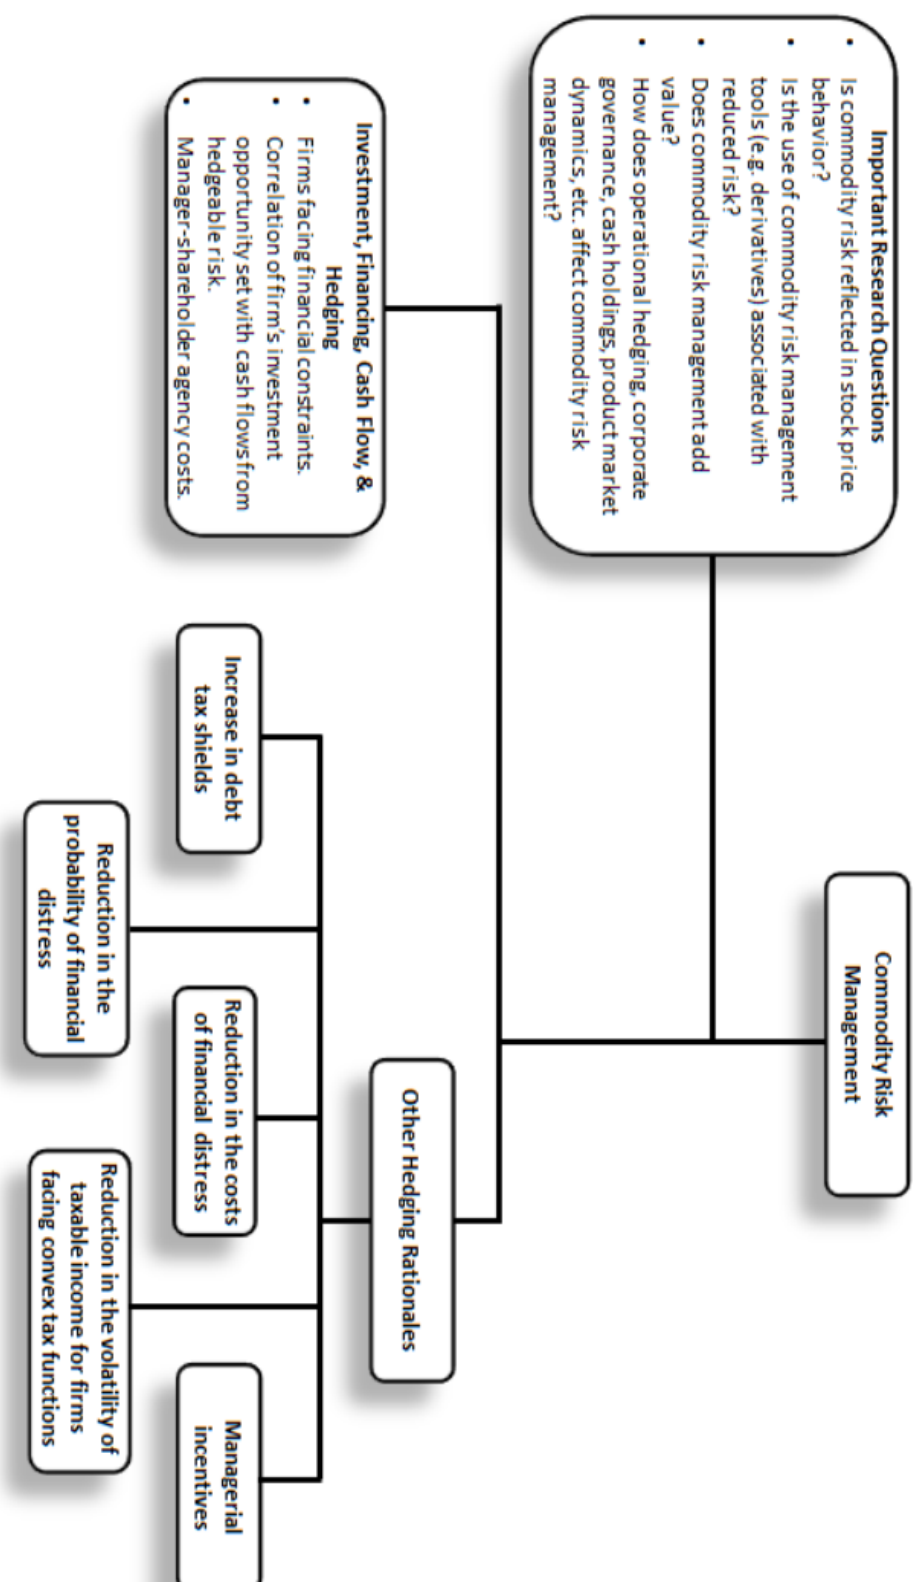 Commodity Risk
Management
Important Research Questions
• Is commodity risk reflected in stock price
behavior?
• Is the use of commodity risk management
tools (e.g. derivatives) associated with
reduced risk?
• Does commodity risk management add
value?
• How does operational hedging, corporate
governance, cash holdings, product market
dynamics, etc. affect commodity risk
management?
Investment, Financing, Cash Flow, &
Hedging
• Firms facing financial constraints.
• Correlation of firm's investment
opportunity set with cash flows from
hedgeable risk.
• Manager-shareholder agency costs.
Other Hedging Rationales
Increase in debt
tax shields
Reduction in the
probability of financial
distress
Reduction in the costs
of financial distress
Reduction in the volatility of
taxable income for firms
facing convex tax functions
Managerial
incentives